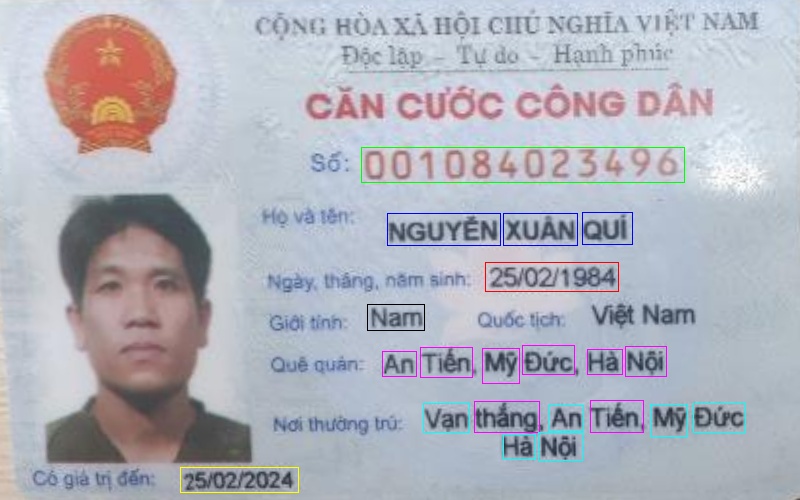 CỘNG HÒA XÃ HỘI CHỦ NGHĨA VIỆT NAM
Độc lập – Tự do – Hạnh phúc
CĂN CƯỚC CÔNG DÂN
Số: 001084023496
Họ và tên: NGUYỄN XUÂN QUÍ
Ngày, tháng, năm sinh: 25/02/1984
Giới tính: Nam Quốc tịch: Việt Nam
Quê quán: An Tiến, Mỹ Đức, Hà Nội
Nơi thường trú: Vạn thắng, An Tiến, Mỹ Đức
Hà Nội
Có giá trị đến: 25/02/2024